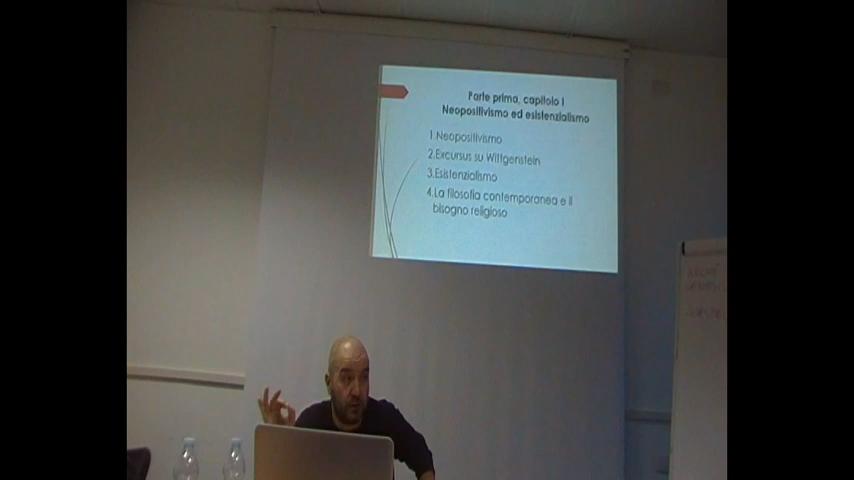 Parte prima, capitolo I
Neopositivismo ed esistenzialismo
1.Neopositivismo
2.Excursus su Wittgenstein
3.Esistenzialismo
4.La filosofia contemporanea e il
bisogno religioso